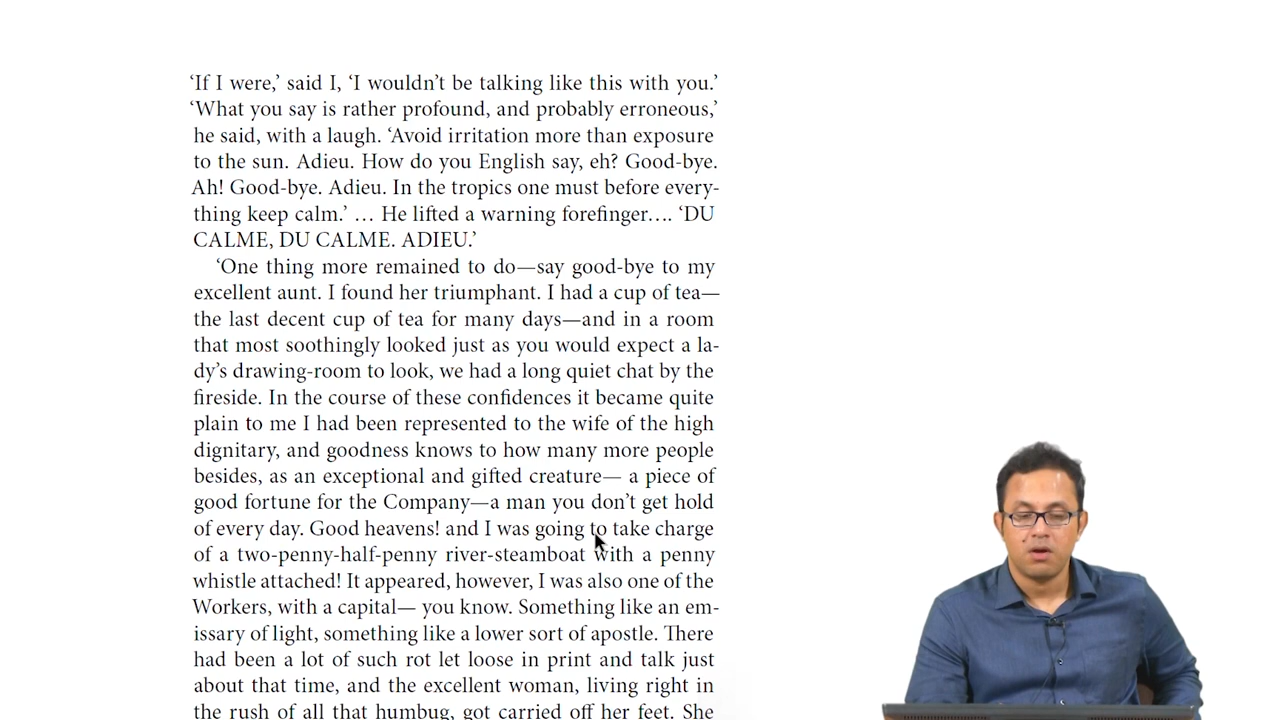 ‘If I were,’ said I, ‘I wouldn’t be talking like this with you.’
‘What you say is rather profound, and probably erroneous,’
he said, with a laugh. ‘Avoid irritation more than exposure
to the sun. Adieu. How do you English say, eh? Good-bye.
Ah! Good-bye. Adieu. In the tropics one must before every-
thing keep calm.’ … He lifted a warning forefinger…. ‘DU
CALME, DU CALME. ADIEU.’
‘One thing more remained to do—say good-bye to my
excellent aunt. I found her triumphant. I had a cup of tea—
the last decent cup of tea for many days—and in a room
that most soothingly looked just as you would expect a la-
dy’s drawing-room to look, we had a long quiet chat by the
fireside. In the course of these confidences it became quite
plain to me I had been represented to the wife of the high
dignitary, and goodness knows to how many more people
besides, as an exceptional and gifted creature— a piece of
good fortune for the Company—a man you don’t get hold
of every day. Good heavens! and I was going to take charge
of a two-penny-half-penny river-steamboat with a penny
whistle attached! It appeared, however, I was also one of the
Workers, with a capital— you know. Something like an em-
issary of light, something like a lower sort of apostle. There
had been a lot of such rot let loose in print and talk just
about that time, and the excellent woman, living right in
the rush of all that humbug, got carried off her feet. She